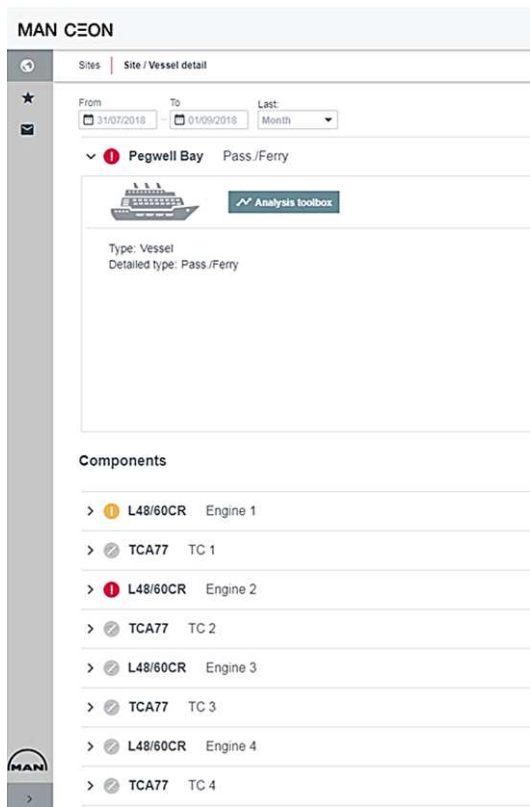 MAN CEON
Sites Site / Vessel detail
From To Last:
31/07/2018 - 01/09/2018 Month
Pegwell Bay Pass./Ferry
Analysis toolbox
Type: Vessel
Detailed type: Pass./Ferry
Components
L48/60CR Engine 1
TCA77 TC 1
L48/60CR Engine 2
TCA77 TC 2
L48/60CR Engine 3
TCA77 TC 3
L48/60CR Engine 4
MAN
TCA77 TC 4